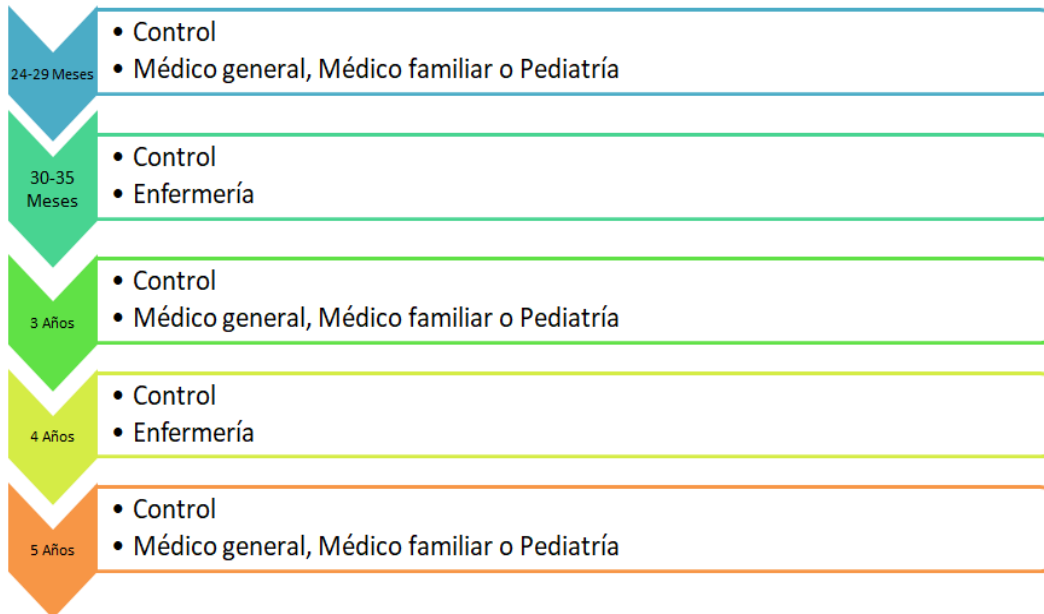 24-29 Meses
• Control
• Médico general, Médico familiar o Pediatría
30-35
Meses
• Control
• Enfermería
3 Años
• Control
• Médico general, Médico familiar o Pediatría
4 Años
• Control
• Enfermería
5 Años
• Control
• Médico general, Médico familiar o Pediatría